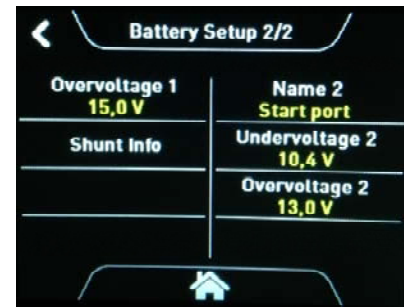 Battery Setup 2/2
Overvoltage 1
15,0 V
Shunt Info
Name 2
Start port
Undervoltage 2
10,4 V
Overvoltage 2
13,0 V